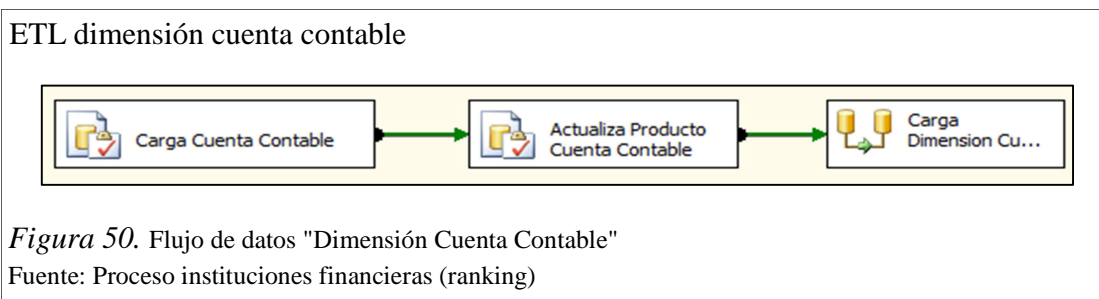 ETL dimensión cuenta contable
Carga Cuenta Contable
Actualiza Producto
Cuenta Contable
Carga
Dimension Cu...
Figura 50. Flujo de datos "Dimensión Cuenta Contable"
Fuente: Proceso instituciones financieras (ranking)